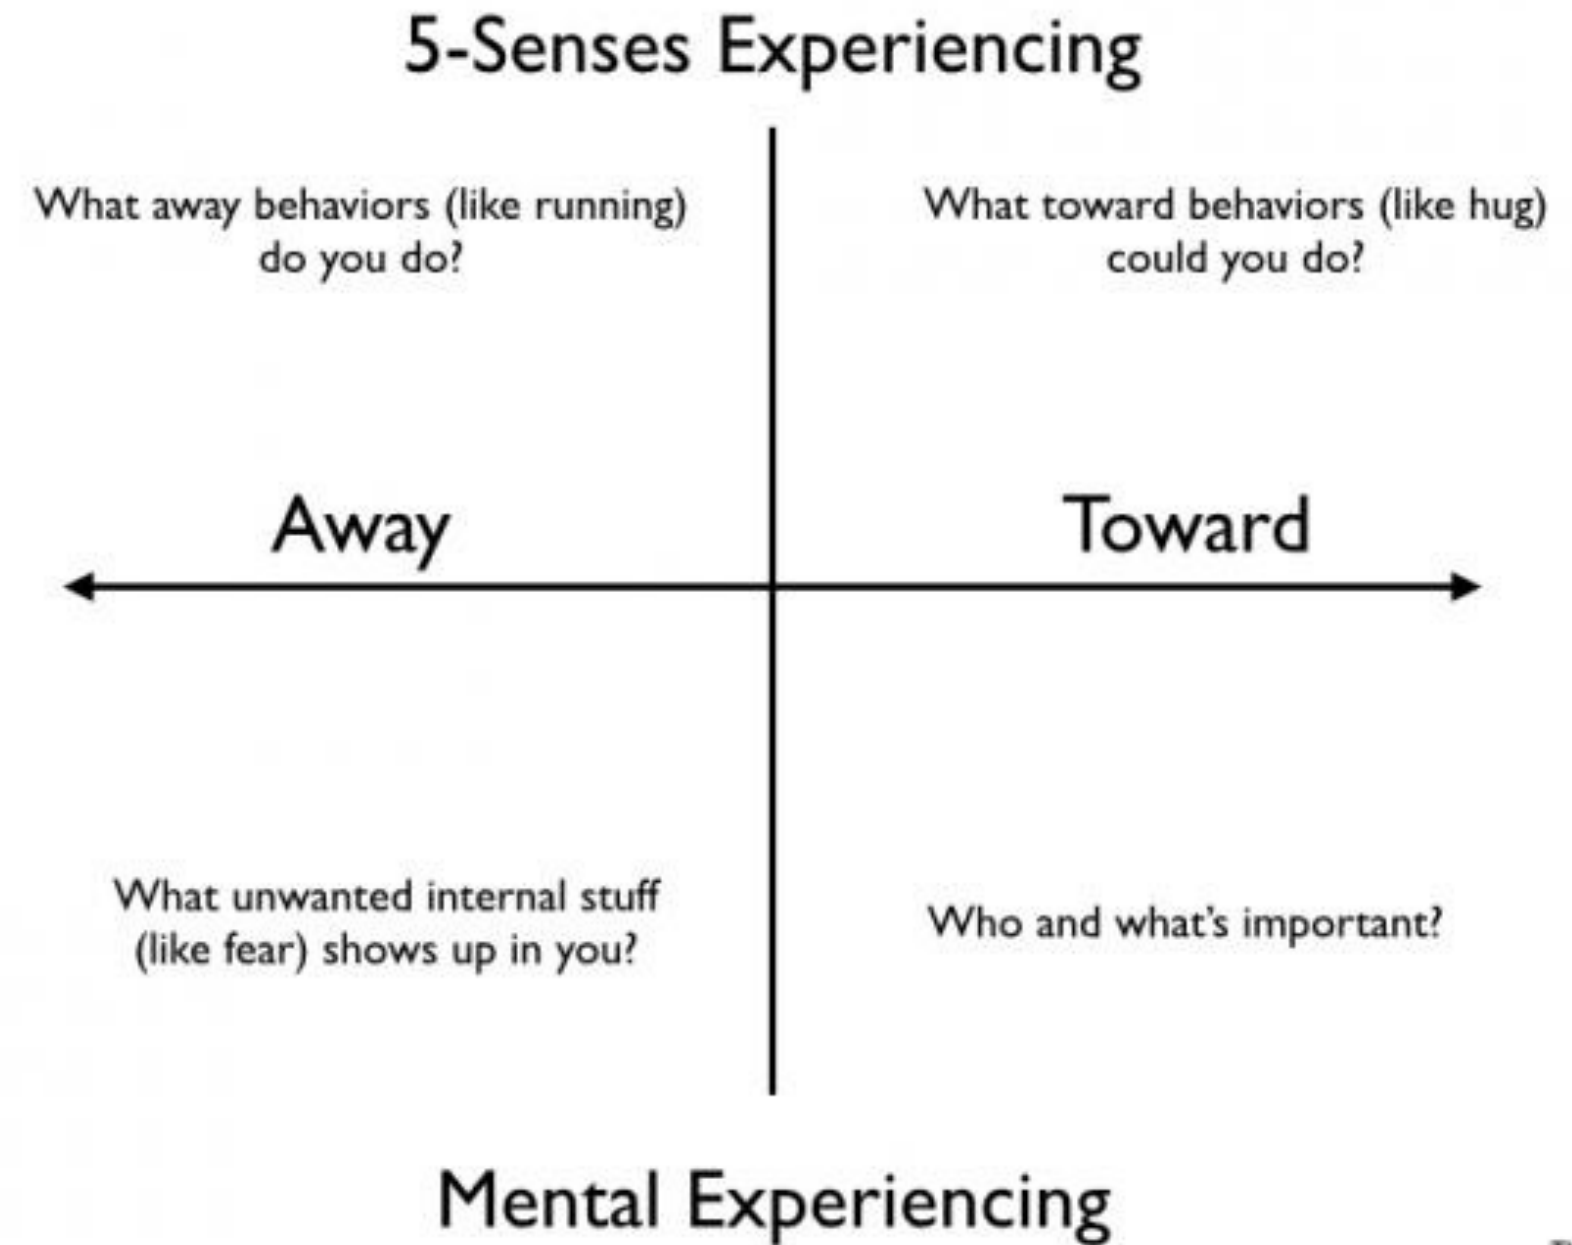 5-Senses Experiencing
What away behaviors (like running)
do you do?
What toward behaviors (like hug)
could you do?
Away
Toward
What unwanted internal stuff
(like fear) shows up in you?
Who and what's important?
Mental Experiencing